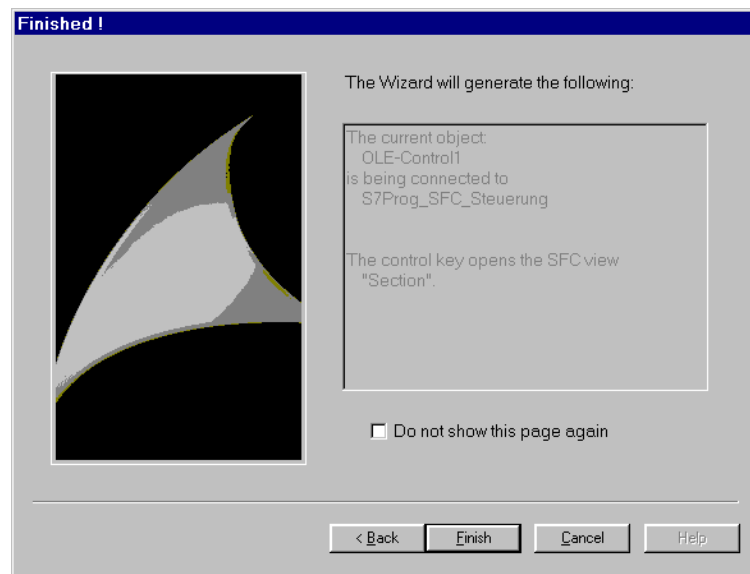 Finished !
The Wizard will generate the following:
The current object:
OLE-Control1
is being connected to
S7Prog_SFC_Steuerung
The control key opens the SFC view
"Section".
Do not show this page again
< Back
Finish
Cancel
Help